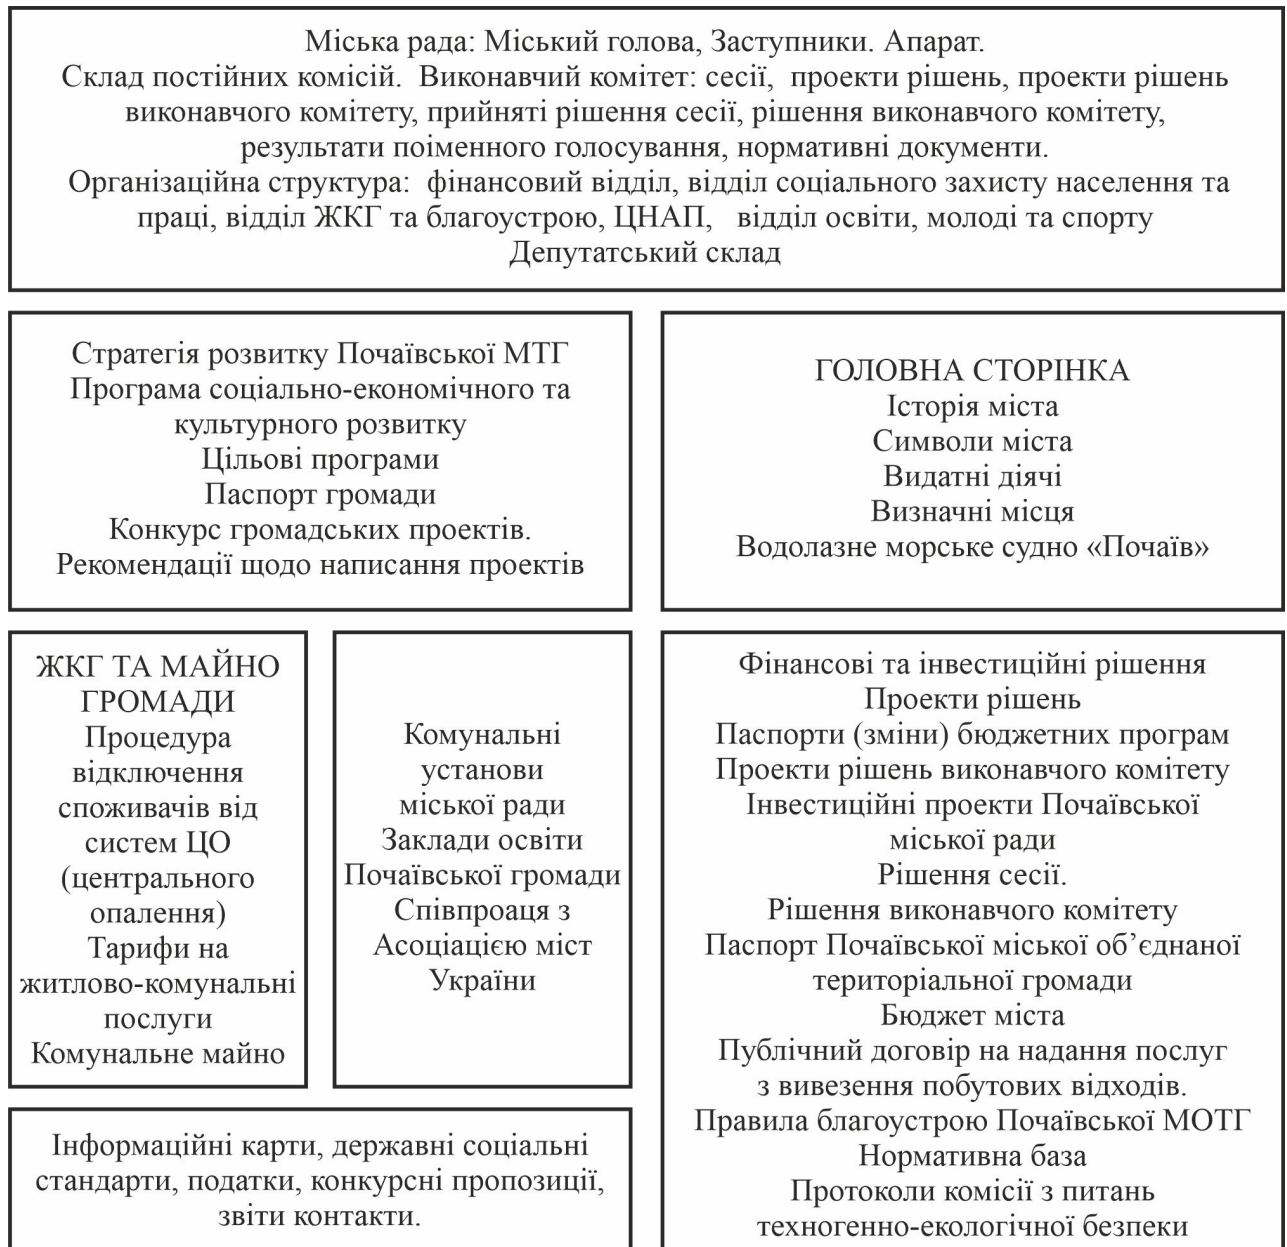 Міська рада: Міський голова, Заступники. Апарат.
Склад постійних комісій. Виконавчий комітет: сесії, проекти рішень, проекти рішень
виконавчого комітету, прийняті рішення сесії, рішення виконавчого комітету,
результати поіменного голосування, нормативні документи.
Організаційна структура: фінансовий відділ, відділ соціального захисту населення та
праці, відділ ЖКГ та благоустрою, ЦНАП, відділ освіти, молоді та спорту
Депутатський склад
Стратегія розвитку Почаївської МТГ
Програма соціально-економічного та
культурного розвитку
Цільові програми
Паспорт громади
Конкурс громадських проектів.
Рекомендації щодо написання проектів
ГОЛОВНА СТОРІНКА
Історія міста
Символи міста
Видатні діячі
Визначні місця
Водолазне морське судно «Почаїв»
ЖКГ ТА МАЙНО
ГРОМАДИ
Процедура
відключення
споживачів від
систем ЦО
(центрального
опалення)
Тарифи на
житлово-комунальні
послуги
Комунальне майно
Комунальні
установи
міської ради
Заклади освіти
Почаївської громади
Співпроаця з
Асоціацією міст
України
Фінансові та інвестиційні рішення
Проекти рішень
Паспорти (зміни) бюджетних програм
Проекти рішень виконавчого комітету
Інвестиційні проекти Почаївської
міської ради
Рішення сесії.
Рішення виконавчого комітету
Паспорт Почаївської міської об’єднаної
територіальної громади
Бюджет міста
Публічний договір на надання послуг
з вивезення побутових відходів.
Правила благоустрою Почаївської МОТГ
Нормативна база
Протоколи комісії з питань
техногенно-екологічної безпеки
Інформаційні карти, державні соціальні
стандарти, податки, конкурсні пропозиції,
звіти контакти.